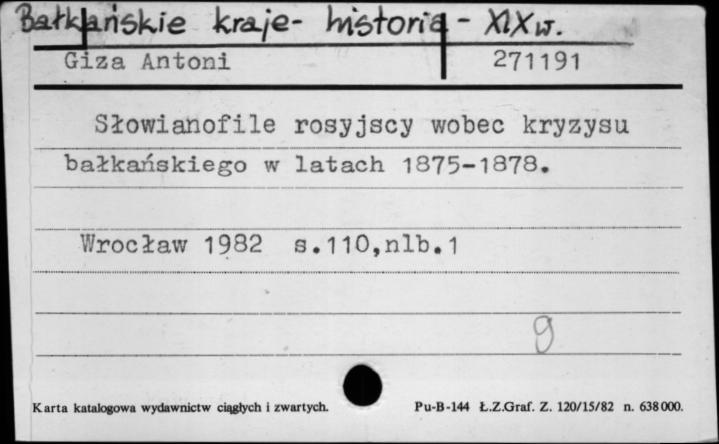 Bałkańskie kraje - historia - XIX w.
Giza Antoni 271191
Słowianofile rosyjscy wobec kryzysu
bałkańskiego w latach 1875-1878.
Wrocław 1982 s.110,nlb.1
g
Karta katalogowa wydawnictw ciągłych i zwartych. Pu-B-144 Ł.Z.Graf. Z. 120/15/82 n. 638000.